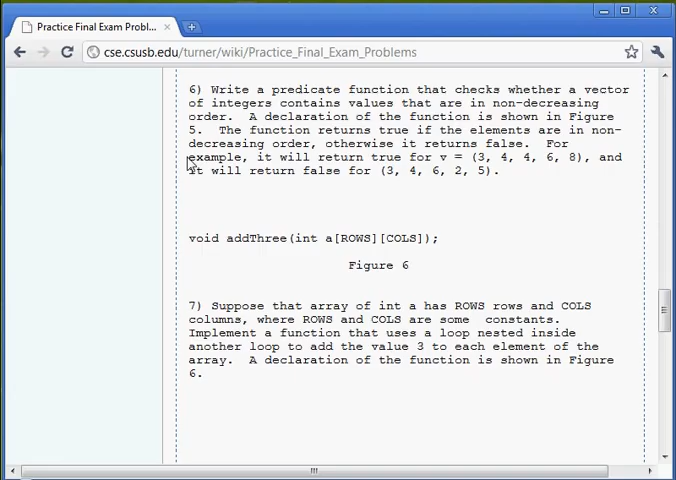 Practice Final Exam Probl...
cse.csusb.edu/turner/wiki/Practice_Final_Exam_Problems
6) Write a predicate function that checks whether a vector
of integers contains values that are in non-decreasing
order.  A declaration of the function is shown in Figure
5.  The function returns true if the elements are in non-
decreasing order, otherwise it returns false.  For
example, it will return true for v = (3, 4, 4, 6, 8), and
it will return false for (3, 4, 6, 2, 5).
void addThree(int a[ROWS][COLS]);
Figure 6
7) Suppose that array of int a has ROWS rows and COLS
columns, where ROWS and COLS are some  constants.
Implement a function that uses a loop nested inside
another loop to add the value 3 to each element of the
array.  A declaration of the function is shown in Figure
6.